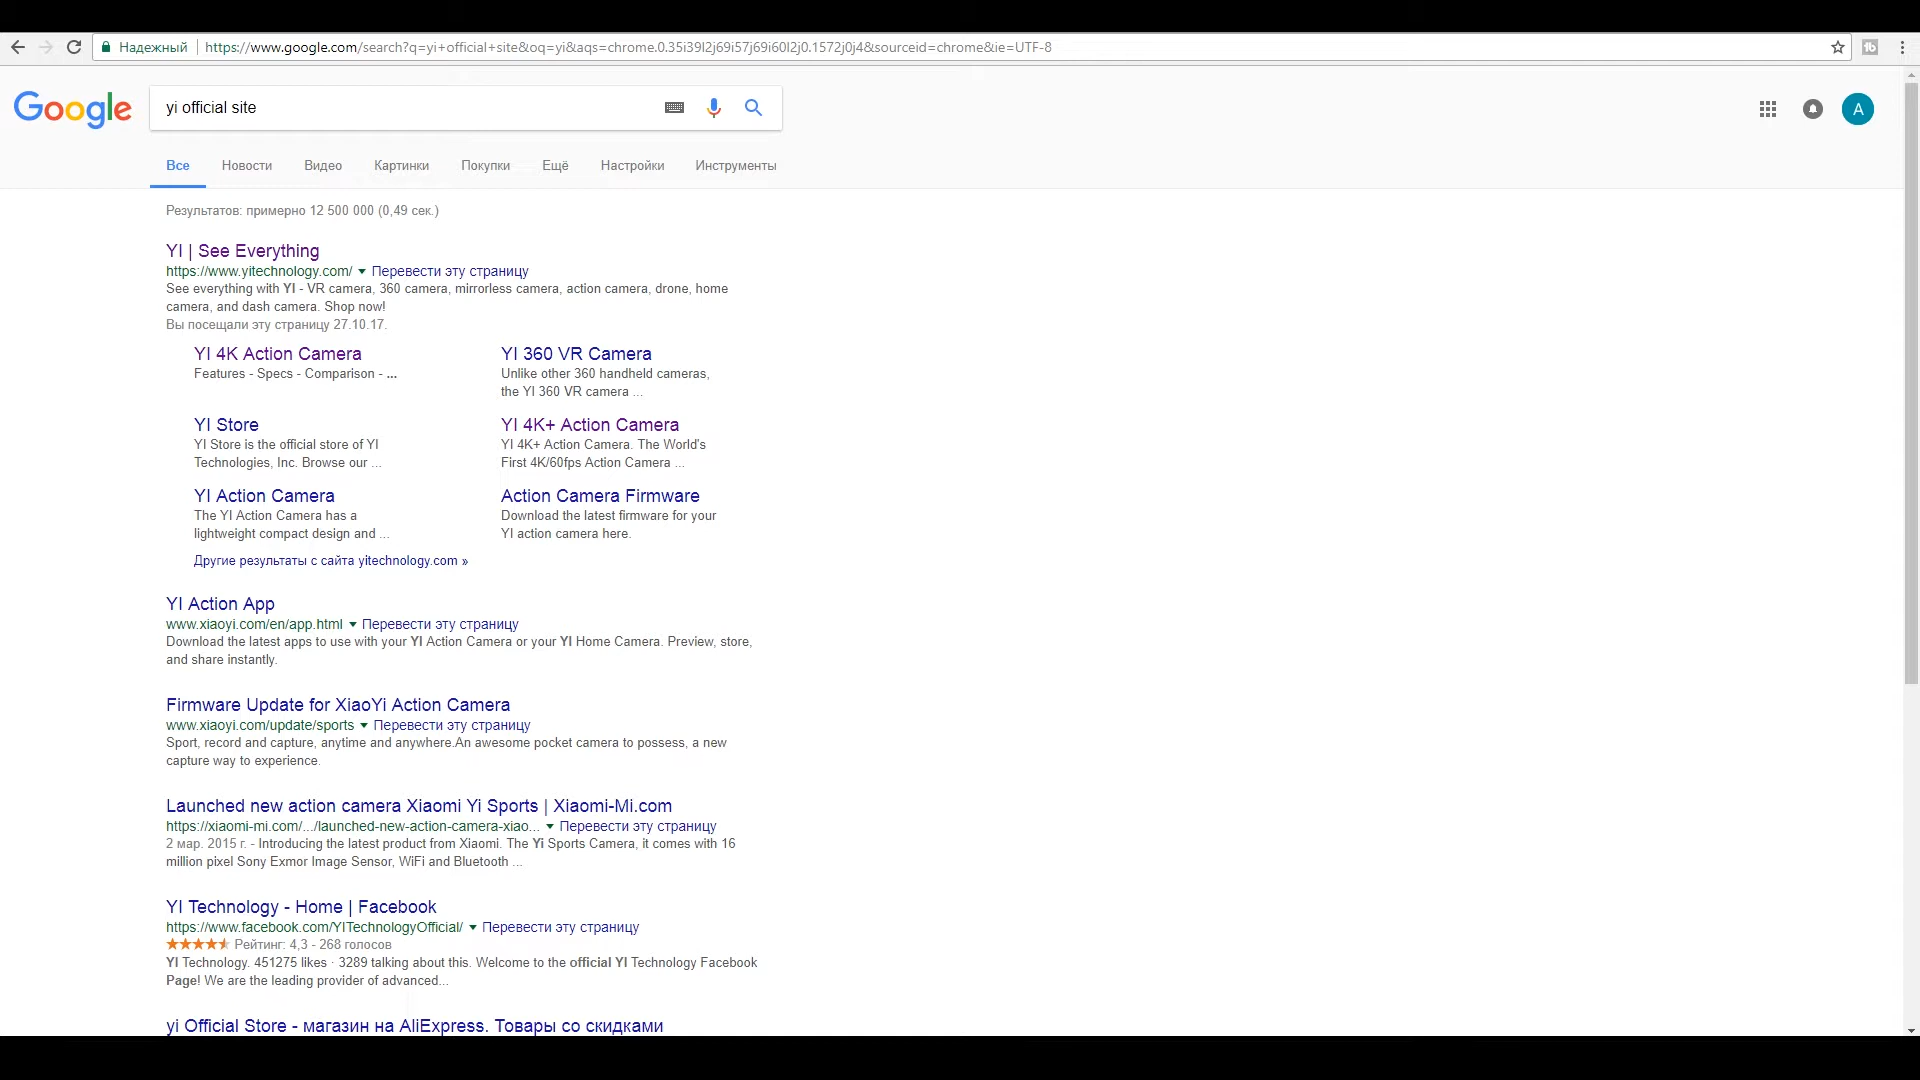 Надежный https://www.google.com/search?q=yi+official+site&oq=yi&aqs=chrome.0.35i39l2j69i57j69i60l2j0.1572j0j4&sourceid=chrome&ie=UTF-8
Google yi official site A
Все Новости Видео Картинки Покупки Ещё Настройки Инструменты
Результатов: примерно 12 500 000 (0,49 сек.)
YI | See Everything
https://www.yitechnology.com/ Перевести эту страницу
See everything with YI - VR camera, 360 camera, mirrorless camera, action camera, drone, home
camera, and dash camera. Shop now!
Вы посещали эту страницу 27.10.17.
YI 4K Action Camera
Features - Specs - Comparison - ...
YI 360 VR Camera
Unlike other 360 handheld cameras,
the YI 360 VR camera ...
YI Store
YI Store is the official store of YI
Technologies, Inc. Browse our ...
YI 4K+ Action Camera
YI 4K+ Action Camera. The World's
First 4K/60fps Action Camera ...
YI Action Camera
The YI Action Camera has a
lightweight compact design and ...
Action Camera Firmware
Download the latest firmware for your
YI action camera here.
Другие результаты с сайта yitechnology.com »
YI Action App
www.xiaoyi.com/en/app.html Перевести эту страницу
Download the latest apps to use with your YI Action Camera or your YI Home Camera. Preview, store,
and share instantly.
Firmware Update for XiaoYi Action Camera
www.xiaoyi.com/update/sports Перевести эту страницу
Sport, record and capture, anytime and anywhere.An awesome pocket camera to possess, a new
capture way to experience.
Launched new action camera Xiaomi Yi Sports | Xiaomi-Mi.com
https://xiaomi-mi.com/.../launched-new-action-camera-xiao... Перевести эту страницу
2 мар. 2015 г. - Introducing the latest product from Xiaomi. The Yi Sports Camera, it comes with 16
million pixel Sony Exmor Image Sensor, WiFi and Bluetooth ...
YI Technology - Home | Facebook
https://www.facebook.com/YITechnologyOfficial/ Перевести эту страницу
Рейтинг: 4,3 - 268 голосов
YI Technology. 451275 likes · 3289 talking about this. Welcome to the official YI Technology Facebook
Page! We are the leading provider of advanced...
yi Official Store - магазин на AliExpress. Товары со скидками